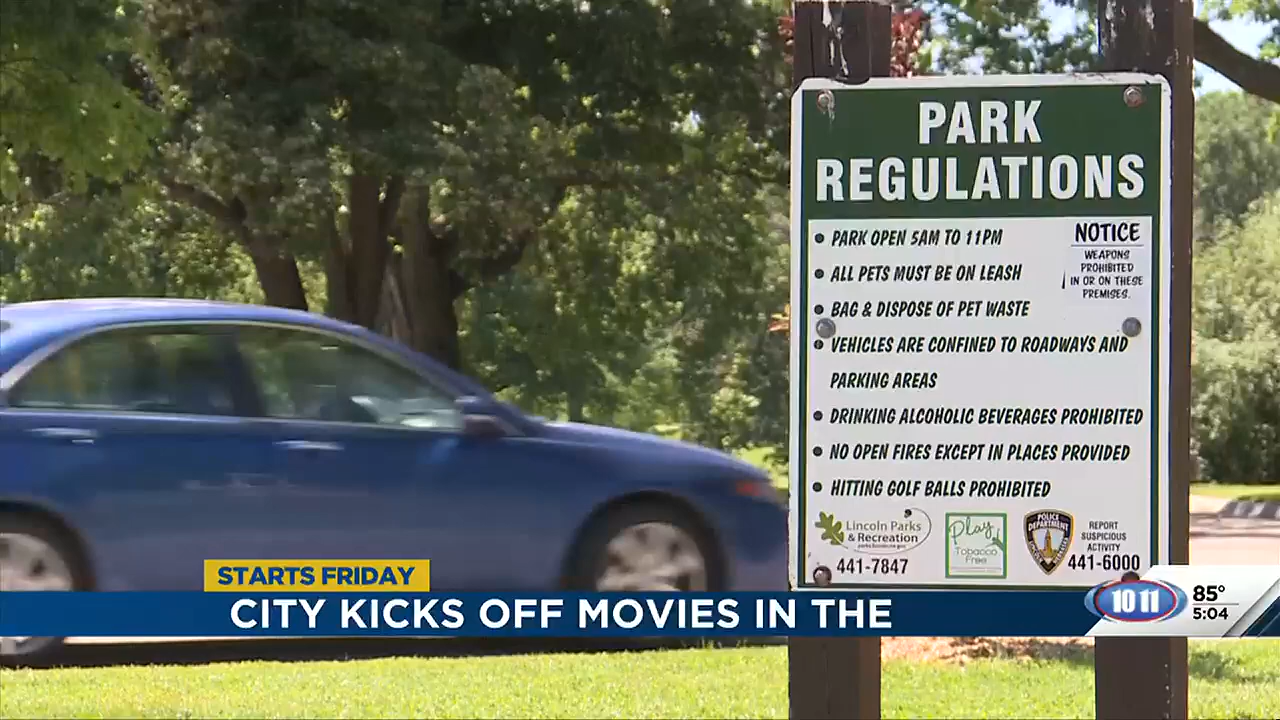 PARK
REGULATIONS
PARK OPEN 5AM TO 11PM
ALL PETS MUST BE ON LEASH
BAG & DISPOSE OF PET WASTE
VEHICLES ARE CONFINED TO ROADWAYS AND
PARKING AREAS
DRINKING ALCOHOLIC BEVERAGES PROHIBITED
NO OPEN FIRES EXCEPT IN PLACES PROVIDED
HITTING GOLF BALLS PROHIBITED
NOTICE
WEAPONS
PROHIBITED
IN OR ON THESE
PREMISES.
Lincoln Parks
& Recreation
441-7847
Play
Tobacco
Free
POLICE
DEPARTMENT
REPORT
SUSPICIOUS
ACTIVITY
441-6000
STARTS FRIDAY
CITY KICKS OFF MOVIES IN THE
10 11
85°
5:04